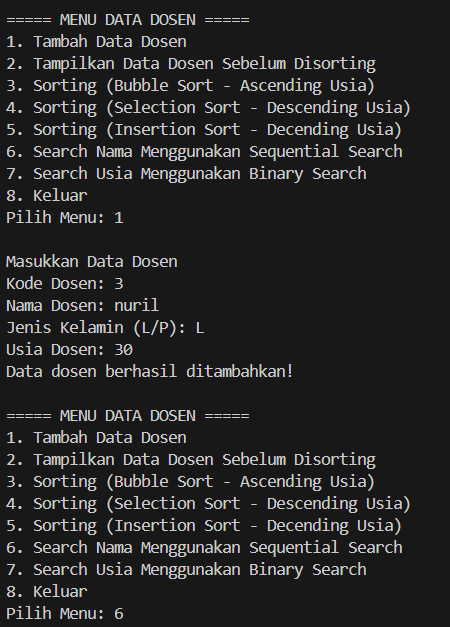 ===== MENU DATA DOSEN =====
1. Tambah Data Dosen
2. Tampilkan Data Dosen Sebelum Disorting
3. Sorting (Bubble Sort - Ascending Usia)
4. Sorting (Selection Sort - Descending Usia)
5. Sorting (Insertion Sort - Decending Usia)
6. Search Nama Menggunakan Sequential Search
7. Search Usia Menggunakan Binary Search
8. Keluar
Pilih Menu: 1

Masukkan Data Dosen
Kode Dosen: 3
Nama Dosen: nuril
Jenis Kelamin (L/P): L
Usia Dosen: 30
Data dosen berhasil ditambahkan!

===== MENU DATA DOSEN =====
1. Tambah Data Dosen
2. Tampilkan Data Dosen Sebelum Disorting
3. Sorting (Bubble Sort - Ascending Usia)
4. Sorting (Selection Sort - Descending Usia)
5. Sorting (Insertion Sort - Decending Usia)
6. Search Nama Menggunakan Sequential Search
7. Search Usia Menggunakan Binary Search
8. Keluar
Pilih Menu: 6